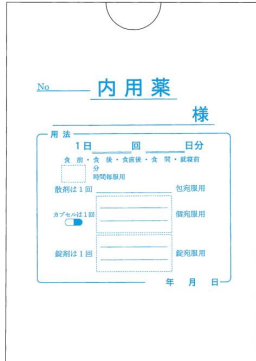 No 内用薬
様
用法
1日 回 日分
食前・食後・食直後・食間・就寝前
分
時間毎服用
散剤は1回 包宛服用
カプセルは1回 個宛服用
錠剤は1回 錠宛服用
年 月 日